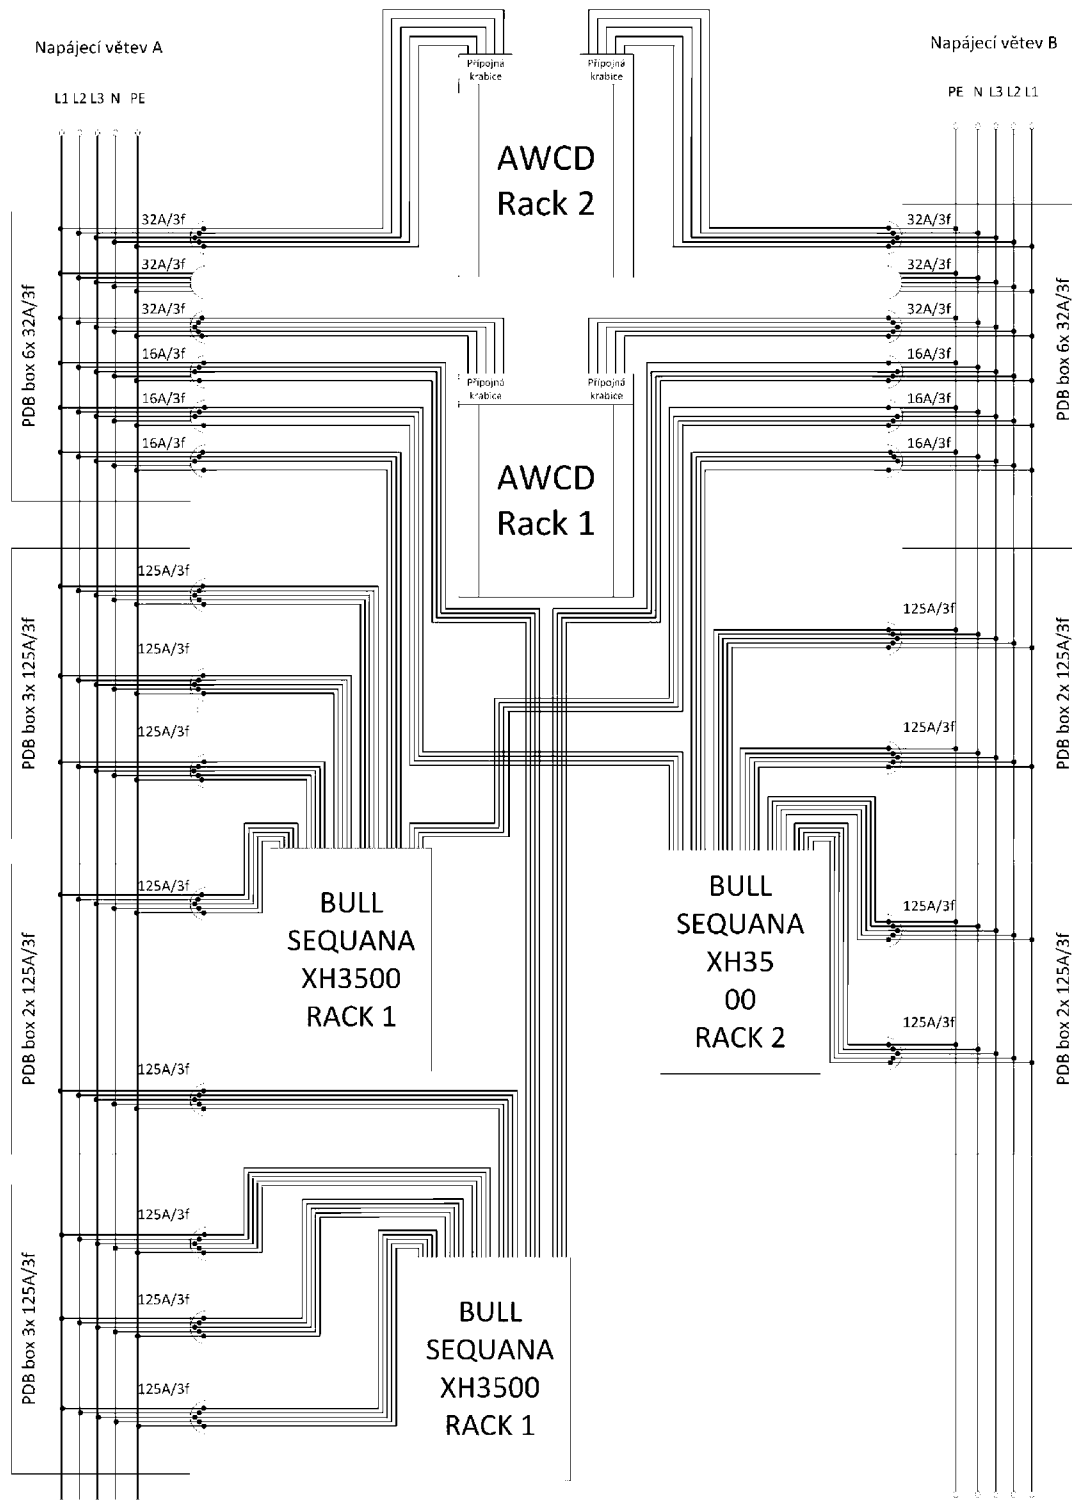 Napájecí větev A
L1 L2 L3 N PE
Napájecí větev B
PE N L3 L2 L1
Přípojná
krabice
Přípojná
krabice
AWCD
Rack 2
32A/3f
32A/3f
32A/3f
16A/3f
16A/3f
16A/3f
PDB box 6x 32A/3f
32A/3f
32A/3f
32A/3f
16A/3f
16A/3f
16A/3f
PDB box 6x 32A/3f
Přípojná
krabice
Přípojná
krabice
AWCD
Rack 1
125A/3f
125A/3f
125A/3f
PDB box 3x 125A/3f
125A/3f
125A/3f
PDB box 2x 125A/3f
125A/3f
125A/3f
PDB box 2x 125A/3f
BULL
SEQUANA
XH3500
RACK 1
BULL
SEQUANA
XH35
00
RACK 2
125A/3f
125A/3f
PDB box 2x 125A/3f
125A/3f
125A/3f
125A/3f
PDB box 3x 125A/3f
BULL
SEQUANA
XH3500
RACK 1